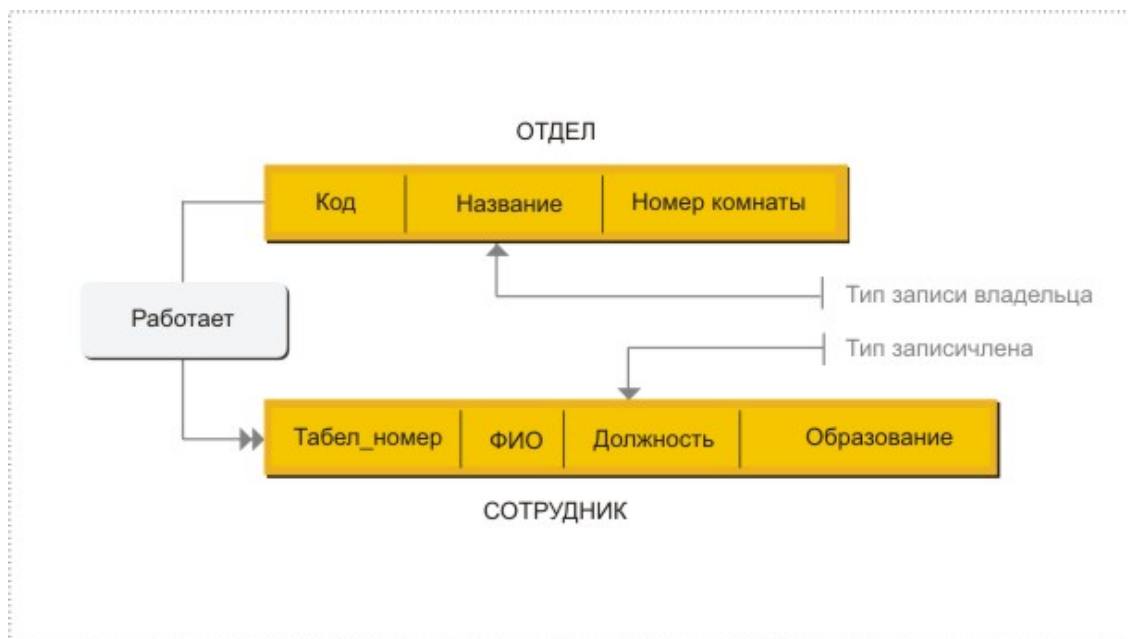 ОТДЕЛ
Код Название Номер комнаты
Тип записи владельца
Работает
Тип записичлена
Табел_номер ФИО Должность Образование
СОТРУДНИК